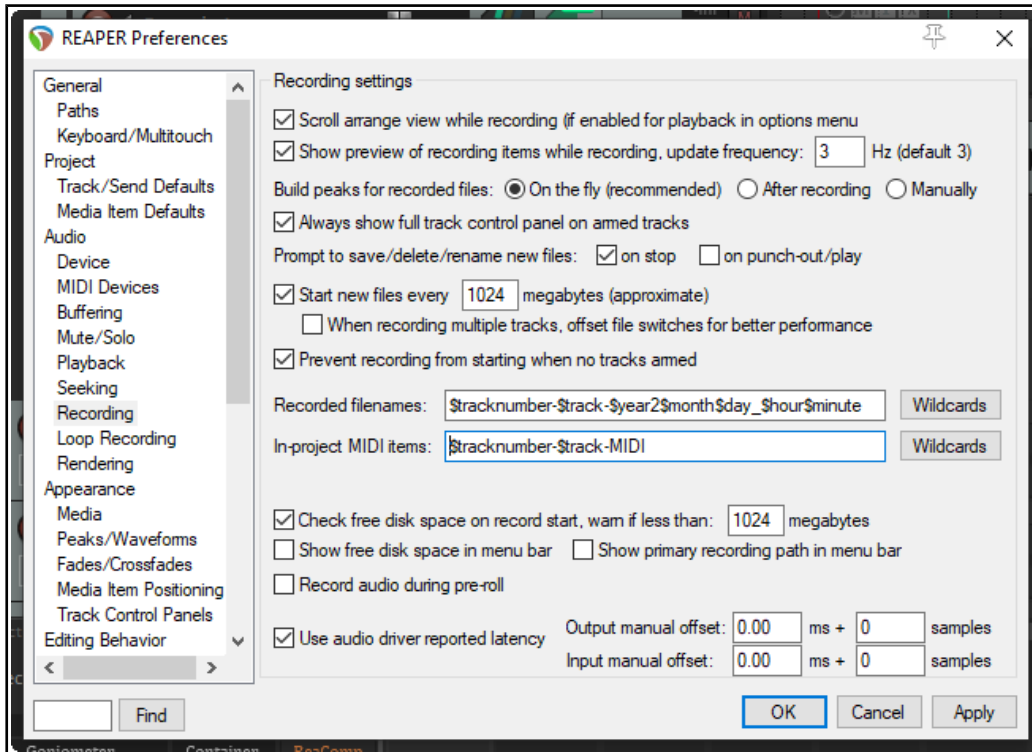 REAPER Preferences
General
Paths
Keyboard/Multitouch
Project
Track/Send Defaults
Media Item Defaults
Audio
Device
MIDI Devices
Buffering
Mute/Solo
Playback
Seeking
Recording
Loop Recording
Rendering
Appearance
Media
Peaks/Waveforms
Fades/Crossfades
Media Item Positioning
Track Control Panels
Editing Behavior
Find
Recording settings
Scroll arrange view while recording (if enabled for playback in options menu
Show preview of recording items while recording, update frequency: 3 Hz (default 3)
Build peaks for recorded files: On the fly (recommended) After recording Manually
Always show full track control panel on armed tracks
Prompt to save/delete/rename new files: on stop on punch-out/play
Start new files every 1024 megabytes (approximate)
When recording multiple tracks, offset file switches for better performance
Prevent recording from starting when no tracks armed
Recorded filenames: $tracknumber-$track-$year2$month$day_$hour$minute Wildcards
In-project MIDI items: $tracknumber-$track-MIDI Wildcards
Check free disk space on record start, warn if less than: 1024 megabytes
Show free disk space in menu bar Show primary recording path in menu bar
Record audio during pre-roll
Use audio driver reported latency
Output manual offset: 0.00 ms + 0 samples
Input manual offset: 0.00 ms + 0 samples
OK Cancel Apply
Goniometer Container ReaComp